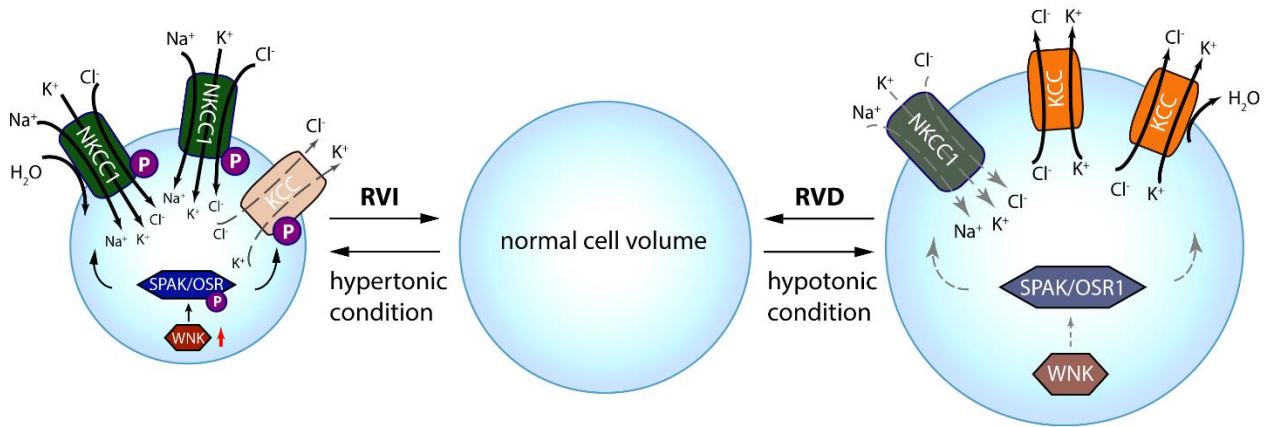 Na⁺
K⁺
Cl⁻
H₂O
NKCC1
P
Na⁺
K⁺
Cl⁻
Na⁺
K⁺
Cl⁻
NKCC1
P
Na⁺
K⁺
Cl⁻
Cl⁻
K⁺
KCC
P
Cl⁻
K⁺
SPAK/OSR
P
WNK
RVI
hypertonic
condition
normal cell volume
RVD
hypotonic
condition
Na⁺
K⁺
Cl⁻
NKCC1
Na⁺
K⁺
Cl⁻
Cl⁻
K⁺
KCC
Cl⁻
K⁺
Cl⁻
K⁺
KCC
H₂O
Cl⁻
K⁺
SPAK/OSR1
WNK